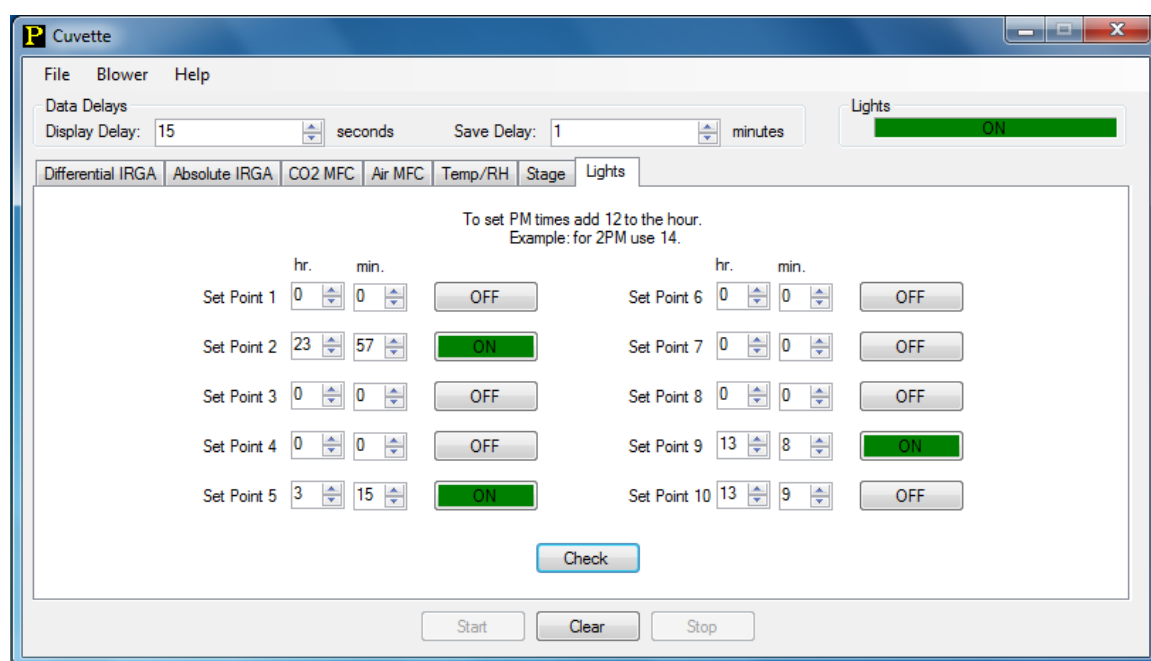 P Cuvette
File Blower Help
Data Delays
Lights
Display Delay: 15 seconds Save Delay: 1 minutes
ON
Differential IRGA Absolute IRGA CO2 MFC Air MFC Temp/RH Stage Lights
To set PM times add 12 to the hour.
Example: for 2PM use 14.
hr. min. hr. min.
Set Point 1 0 0 OFF Set Point 6 0 0 OFF
Set Point 2 23 57 ON Set Point 7 0 0 OFF
Set Point 3 0 0 OFF Set Point 8 0 0 OFF
Set Point 4 0 0 OFF Set Point 9 13 8 ON
Set Point 5 3 15 ON Set Point 10 13 9 OFF
Check
Start Clear Stop